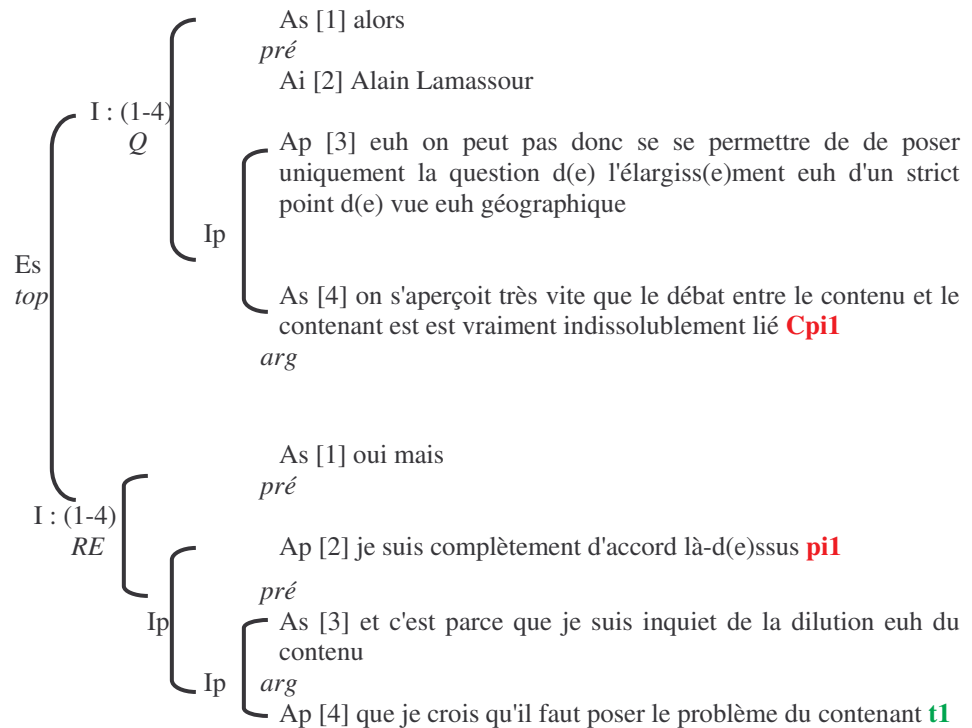 As [1] alors
pré
Ai [2] Alain Lamassour
I : (1-4)
Q
Ap [3] euh on peut pas donc se se permettre de de poser
uniquement la question d(e) l'élargiss(e)ment euh d'un strict
point d(e) vue euh géographique
Ip
Es
top
As [4] on s'aperçoit très vite que le débat entre le contenu et le
contenant est est vraiment indissolublement lié Cpi1
arg
As [1] oui mais
pré
I : (1-4)
RE
Ap [2] je suis complètement d'accord là-d(e)ssus pi1
pré
Ip
As [3] et c'est parce que je suis inquiet de la dilution euh du
contenu
Ip
arg
Ap [4] que je crois qu'il faut poser le problème du contenant t1